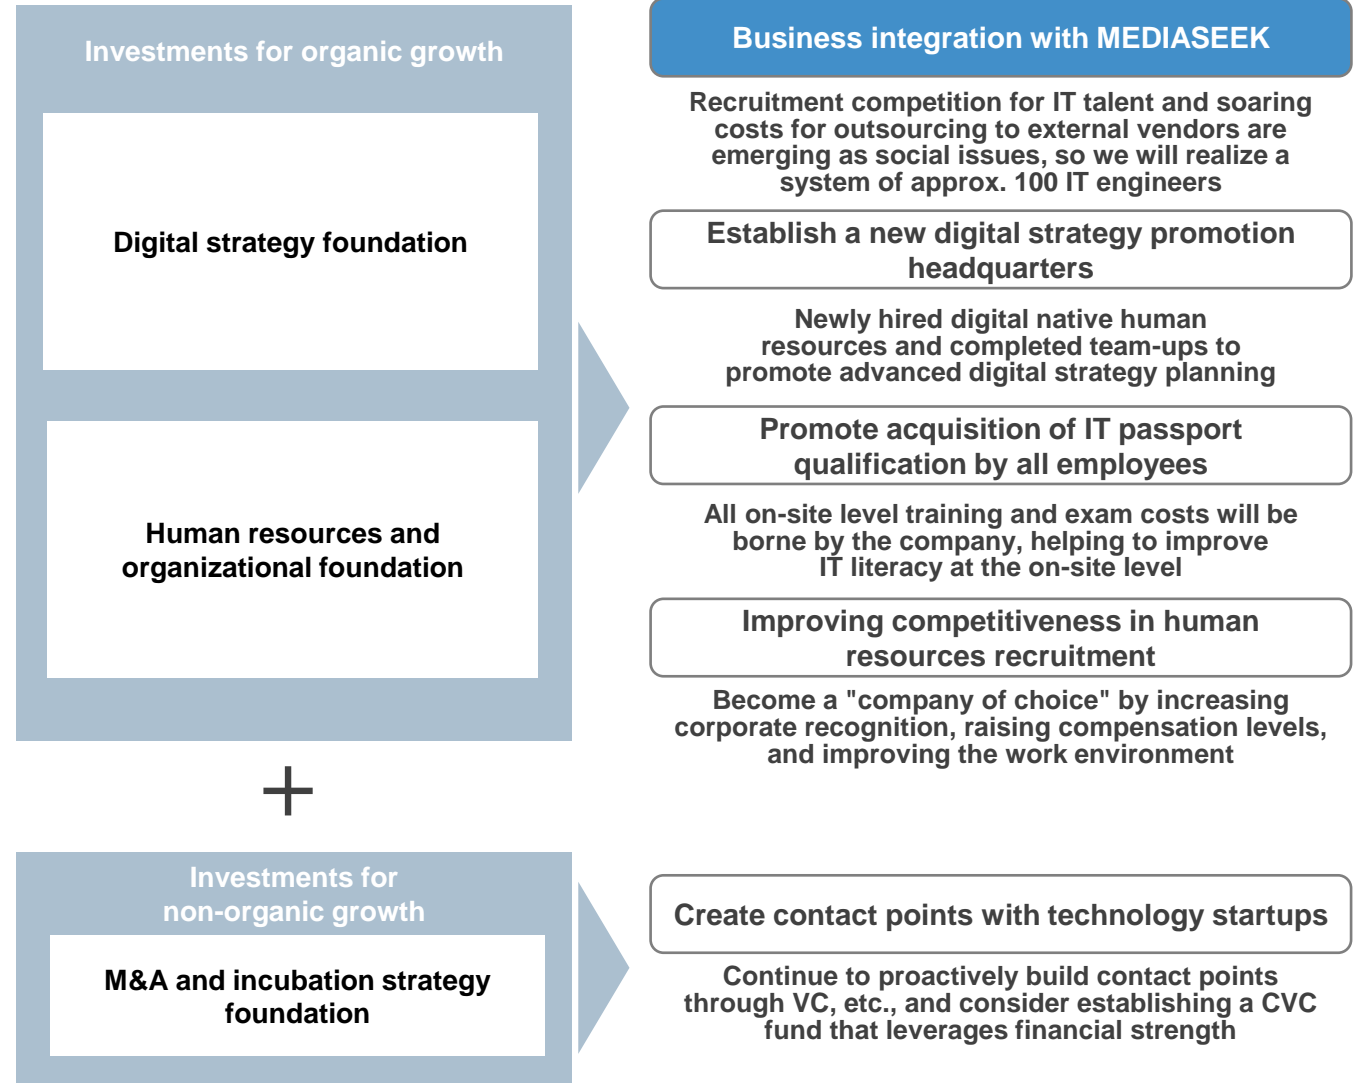 Investments for organic growth
Digital strategy foundation
Human resources and
organizational foundation
Business integration with MEDIASEEK
Recruitment competition for IT talent and soaring
costs for outsourcing to external vendors are
emerging as social issues, so we will realize a
system of approx. 100 IT engineers
Establish a new digital strategy promotion
headquarters
Newly hired digital native human
resources and completed team-ups to
promote advanced digital strategy planning
Promote acquisition of IT passport
qualification by all employees
All on-site level training and exam costs will be
borne by the company, helping to improve
IT literacy at the on-site level
Improving competitiveness in human
resources recruitment
Become a "company of choice" by increasing
corporate recognition, raising compensation levels,
and improving the work environment
+
Investments for
non-organic growth
M&A and incubation strategy
foundation
Create contact points with technology startups
Continue to proactively build contact points
through VC, etc., and consider establishing a CVC
fund that leverages financial strength